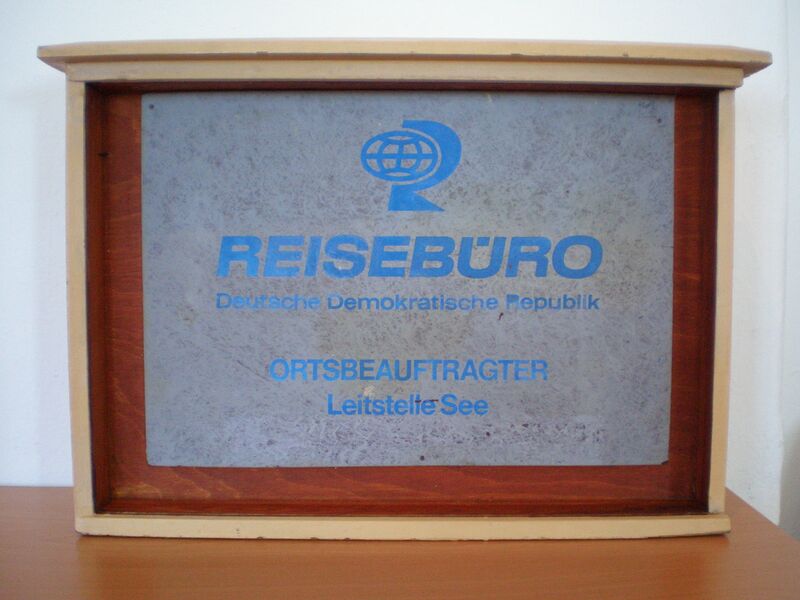 REISEBÜRO
Deutsche Demokratische Republik
ORTSBEAUFTRAGTER
Leitstelle See